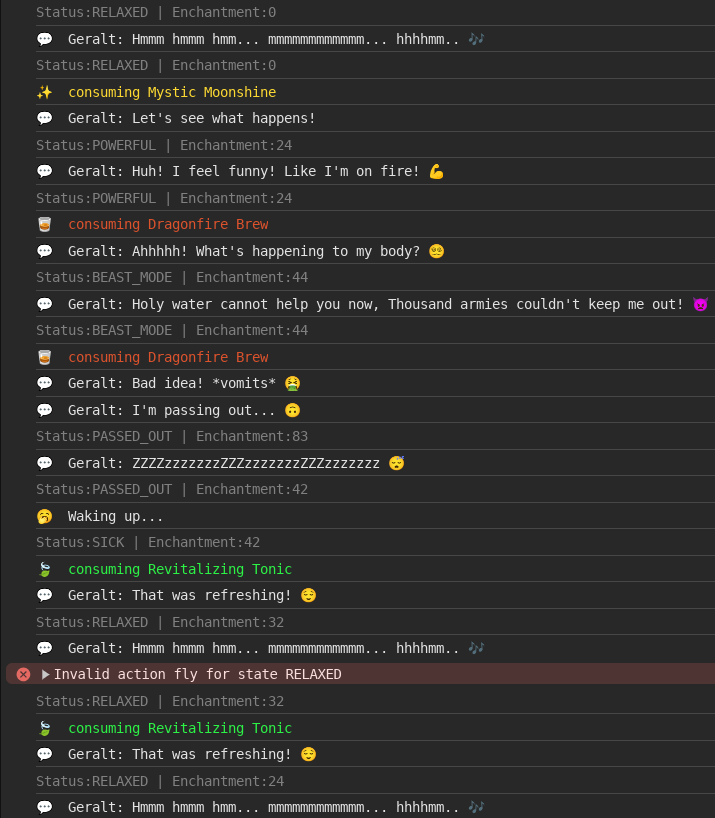 Status:RELAXED | Enchantment:0
💬 Geralt: Hmmm hmmm hmm... mmmmmmmmmmmm... hhhhmm.. 🎶
Status:RELAXED | Enchantment:0
✨ consuming Mystic Moonshine
💬 Geralt: Let's see what happens!
Status:POWERFUL | Enchantment:24
💬 Geralt: Huh! I feel funny! Like I'm on fire! 💪
Status:POWERFUL | Enchantment:24
🥃 consuming Dragonfire Brew
💬 Geralt: Ahhhhh! What's happening to my body? 😵‍💫
Status:BEAST_MODE | Enchantment:44
💬 Geralt: Holy water cannot help you now, Thousand armies couldn't keep me out! 😈
Status:BEAST_MODE | Enchantment:44
🥃 consuming Dragonfire Brew
💬 Geralt: Bad idea! *vomits* 🤮
💬 Geralt: I'm passing out... 🙃
Status:PASSED_OUT | Enchantment:83
💬 Geralt: ZZZZzzzzzzzZZZzzzzzzzZZZzzzzzzz 😴
Status:PASSED_OUT | Enchantment:42
🥱 Waking up...
Status:SICK | Enchantment:42
🍃 consuming Revitalizing Tonic
💬 Geralt: That was refreshing! 😌
Status:RELAXED | Enchantment:32
💬 Geralt: Hmmm hmmm hmm... mmmmmmmmmmmm... hhhhmm.. 🎶
Invalid action fly for state RELAXED
Status:RELAXED | Enchantment:32
🍃 consuming Revitalizing Tonic
💬 Geralt: That was refreshing! 😌
Status:RELAXED | Enchantment:24
💬 Geralt: Hmmm hmmm hmm... mmmmmmmmmmmm... hhhhmm.. 🎶